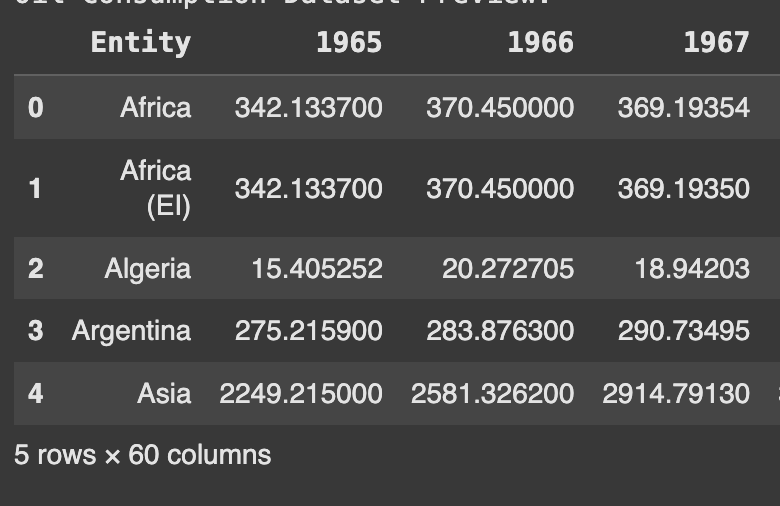 Oil Consumption Dataset Preview:
Entity 1965 1966 1967
0 Africa 342.133700 370.450000 369.19354
1 Africa (EI) 342.133700 370.450000 369.19350
2 Algeria 15.405252 20.272705 18.94203
3 Argentina 275.215900 283.876300 290.73495
4 Asia 2249.215000 2581.326200 2914.79130
5 rows × 60 columns